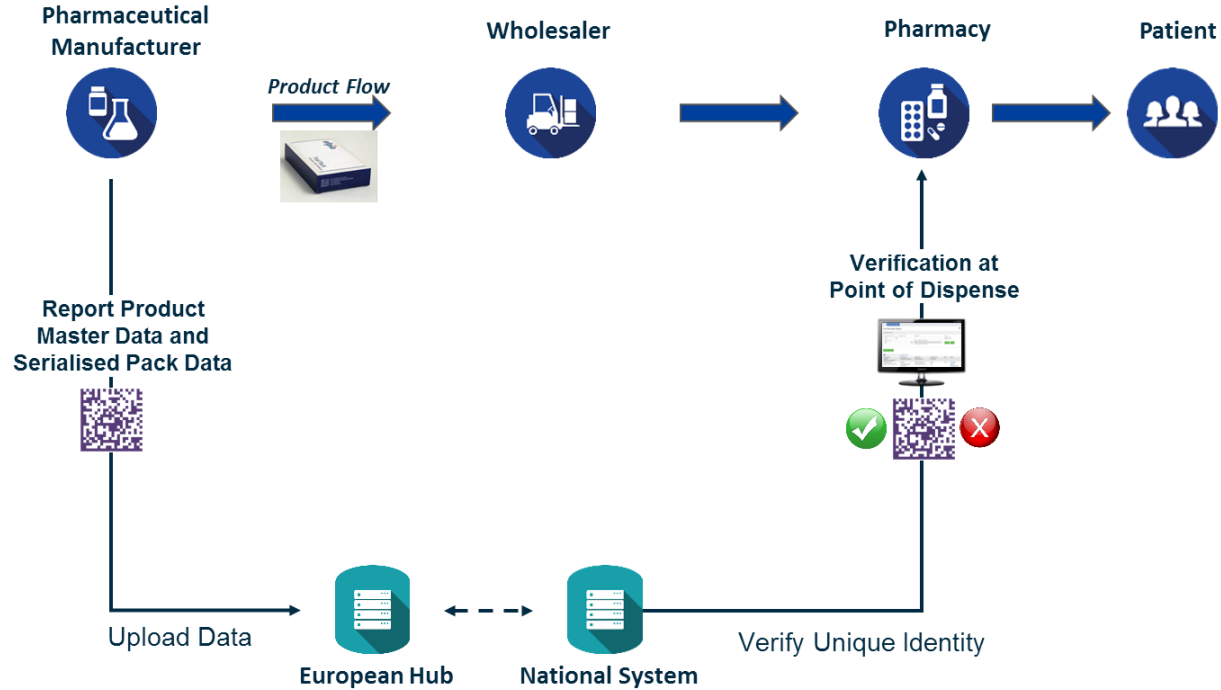 Pharmaceutical
Manufacturer
Wholesaler
Pharmacy
Patient
Product Flow
Report Product
Master Data and
Serialised Pack Data
Verification at
Point of Dispense
X
Upload Data
European Hub
National System
Verify Unique Identity